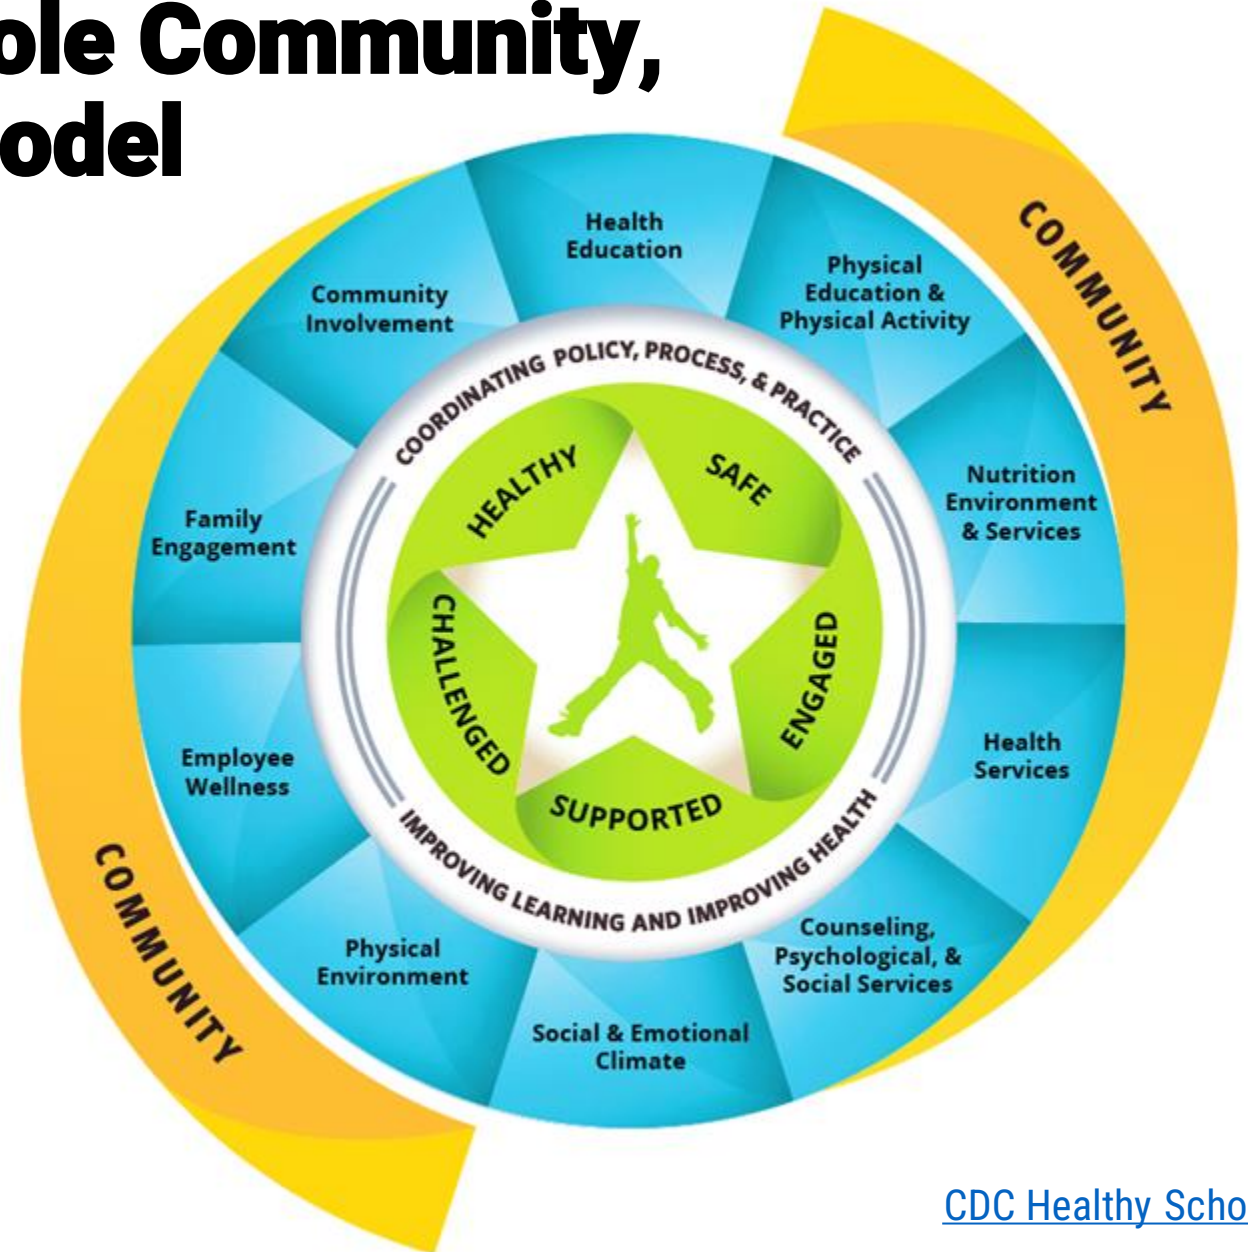 ole Community,
odel
COMMUNITY
Health
Education
Physical
Education &
Physical Activity
Community
Involvement
COORDINATING POLICY, PROCESS, & PRACTICE
HEALTHY
SAFE
Nutrition
Environment
& Services
Family
Engagement
CHALLENGED
ENGAGED
Health
Services
Employee
Wellness
SUPPORTED
IMPROVING LEARNING AND IMPROVING HEALTH
Counseling,
Psychological, &
Social Services
Physical
Environment
Social & Emotional
Climate
COMMUNITY
CDC Healthy Scho